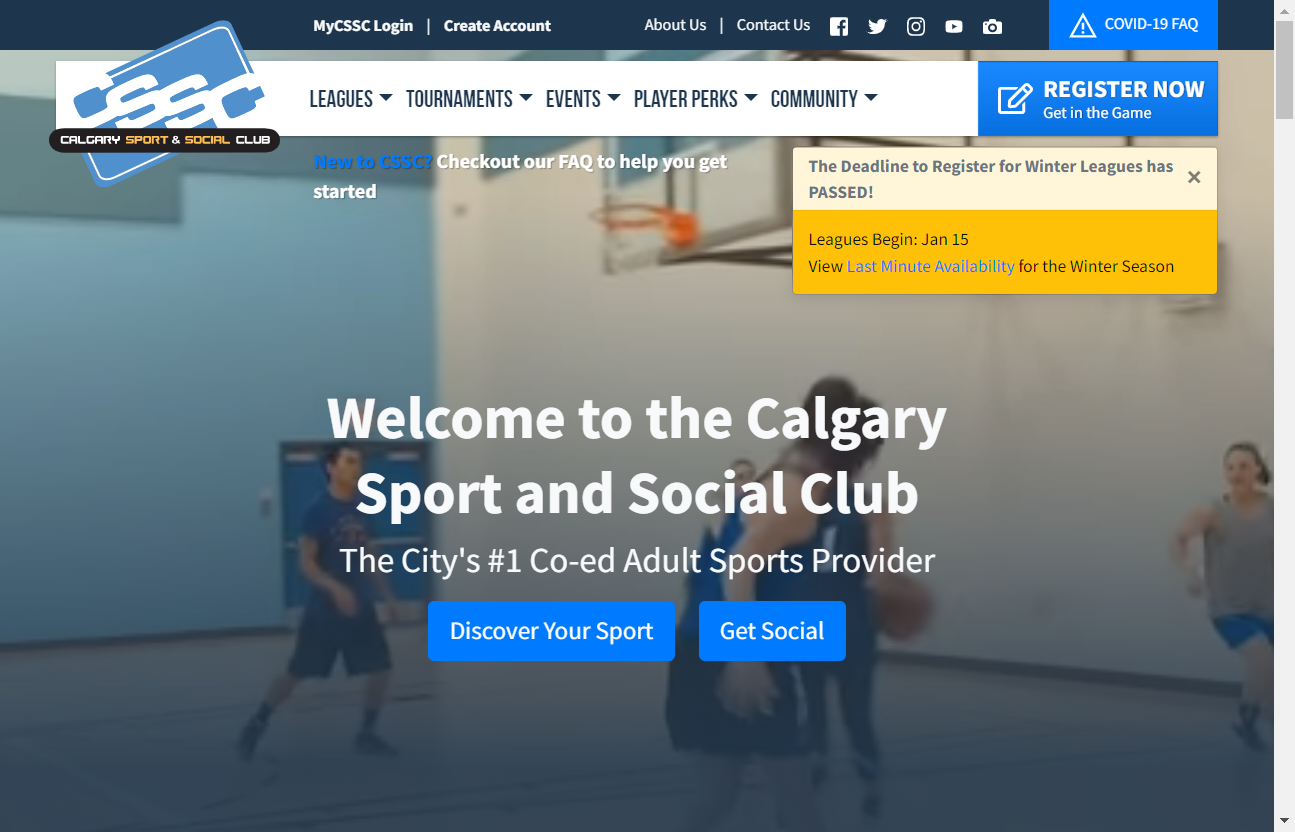 MyCSSC Login | Create Account
About Us | Contact Us
COVID-19 FAQ
CSSC
CALGARY SPORT & SOCIAL CLUB
LEAGUES TOURNAMENTS EVENTS PLAYER PERKS COMMUNITY
REGISTER NOW
Get in the Game
New to CSSC? Checkout our FAQ to help you get
started
The Deadline to Register for Winter Leagues has
PASSED!
×
Leagues Begin: Jan 15
View Last Minute Availability for the Winter Season
Welcome to the Calgary
Sport and Social Club
The City's #1 Co-ed Adult Sports Provider
Discover Your Sport
Get Social